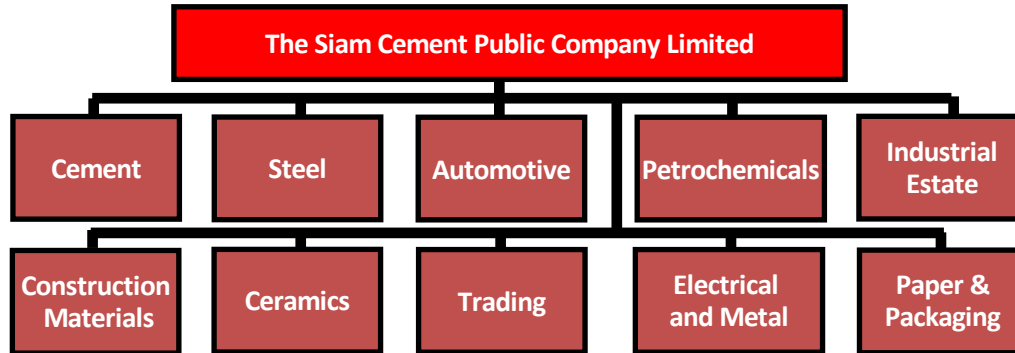 The Siam Cement Public Company Limited
Cement
Steel
Automotive
Petrochemicals
Industrial
Estate
Construction
Materials
Ceramics
Trading
Electrical
and Metal
Paper &
Packaging